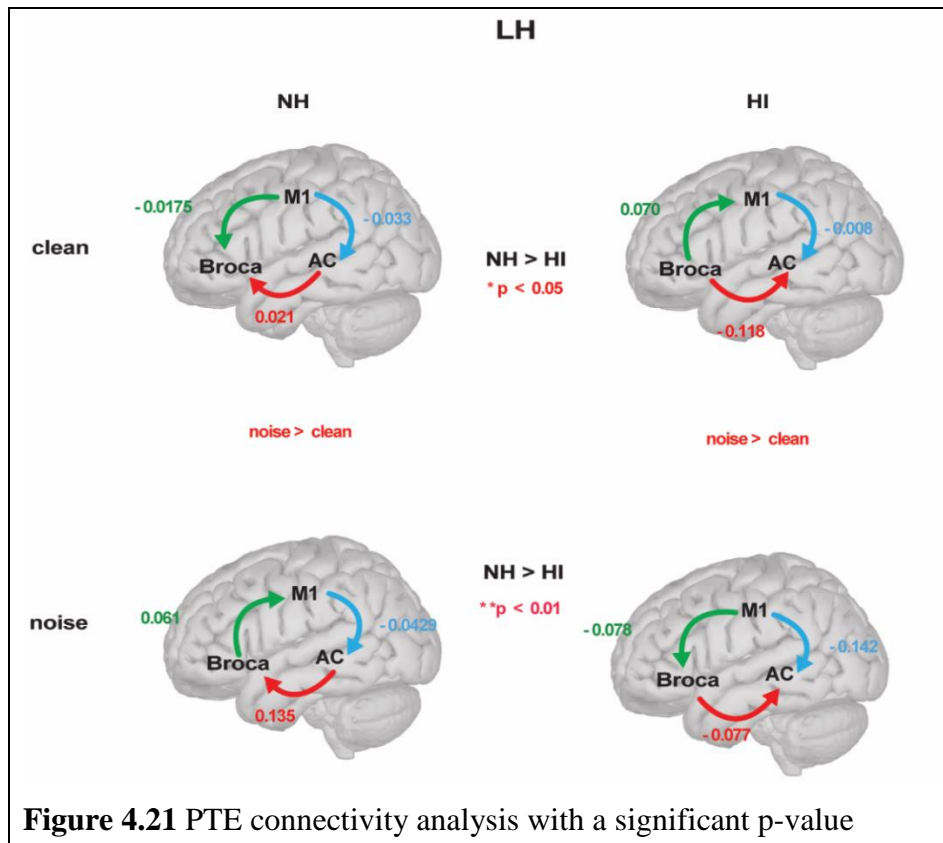 LH
NH
HI
clean
- 0.0175
M1
- 0.033
Broca
AC
0.021
NH > HI
* p < 0.05
0.070
M1
- 0.008
Broca
AC
- 0.118
noise > clean
noise > clean
noise
0.061
M1
- 0.0429
Broca
AC
0.135
NH > HI
* *p < 0.01
- 0.078
M1
- 0.142
Broca
AC
- 0.077
Figure 4.21 PTE connectivity analysis with a significant p-value